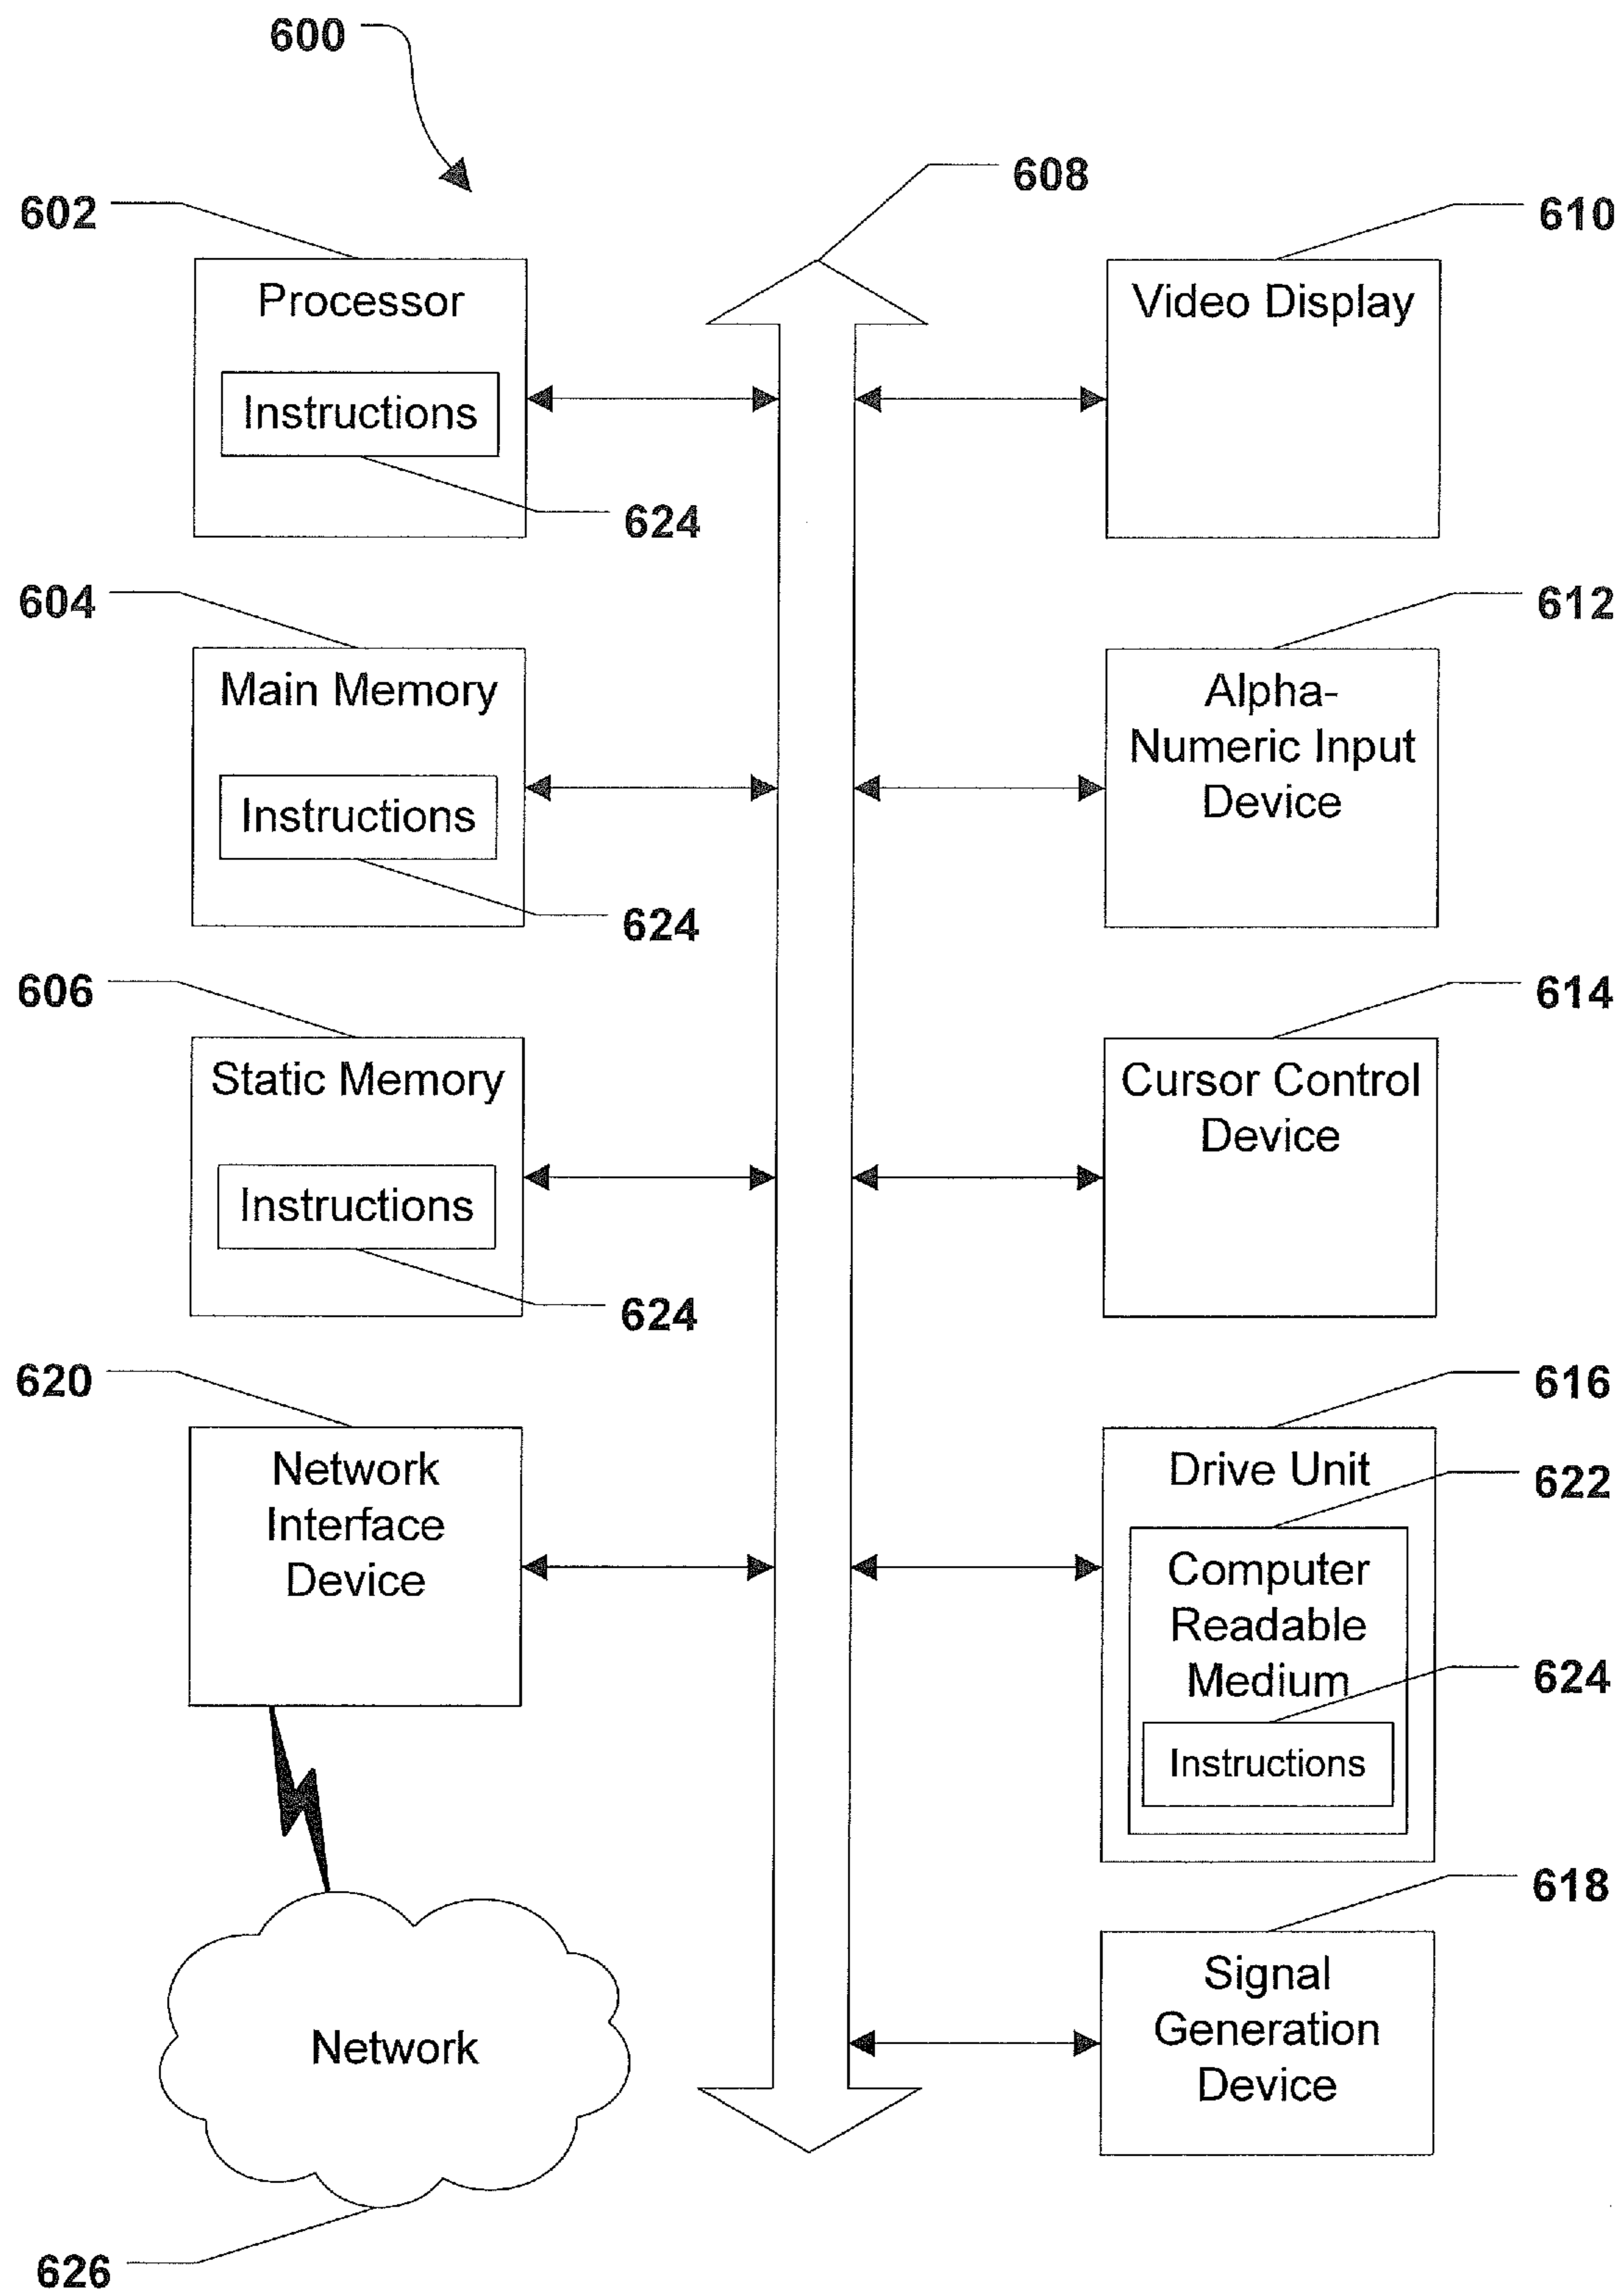 600
608
602
610
Processor
Video Display
Instructions
624
604
612
Main Memory
Alpha-
Numeric Input
Device
Instructions
624
606
614
Static Memory
Cursor Control
Device
Instructions
624
620
616
Network
Interface
Device
Drive Unit
622
Computer
Readable
Medium
624
Instructions
618
Signal
Generation
Device
Network
626